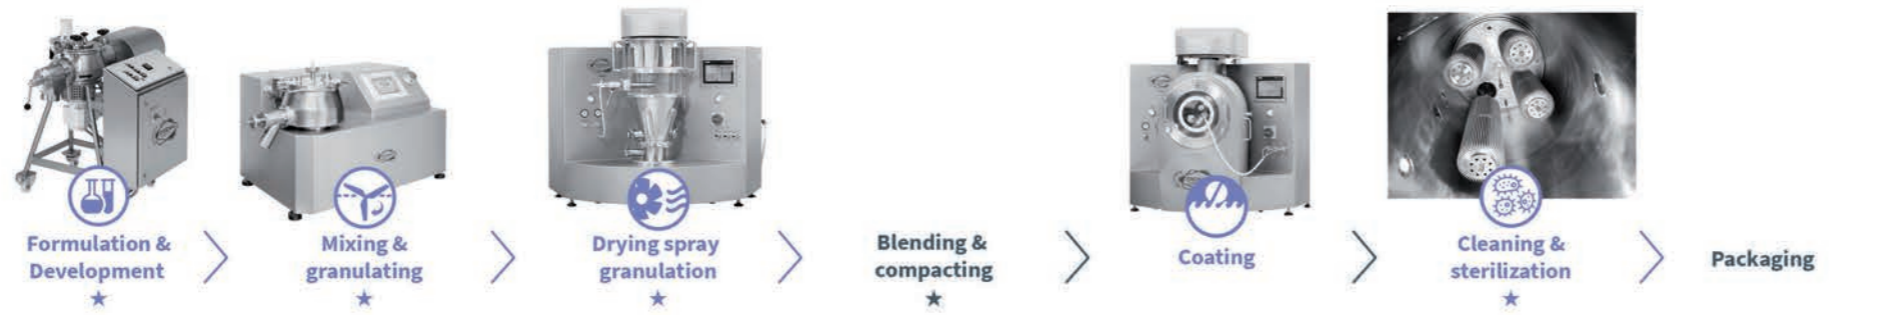 Formulation &
Development
★
Mixing &
granulating
★
Drying spray
granulation
★
Blending &
compacting
★
Coating
Cleaning &
sterilization
★
Packaging